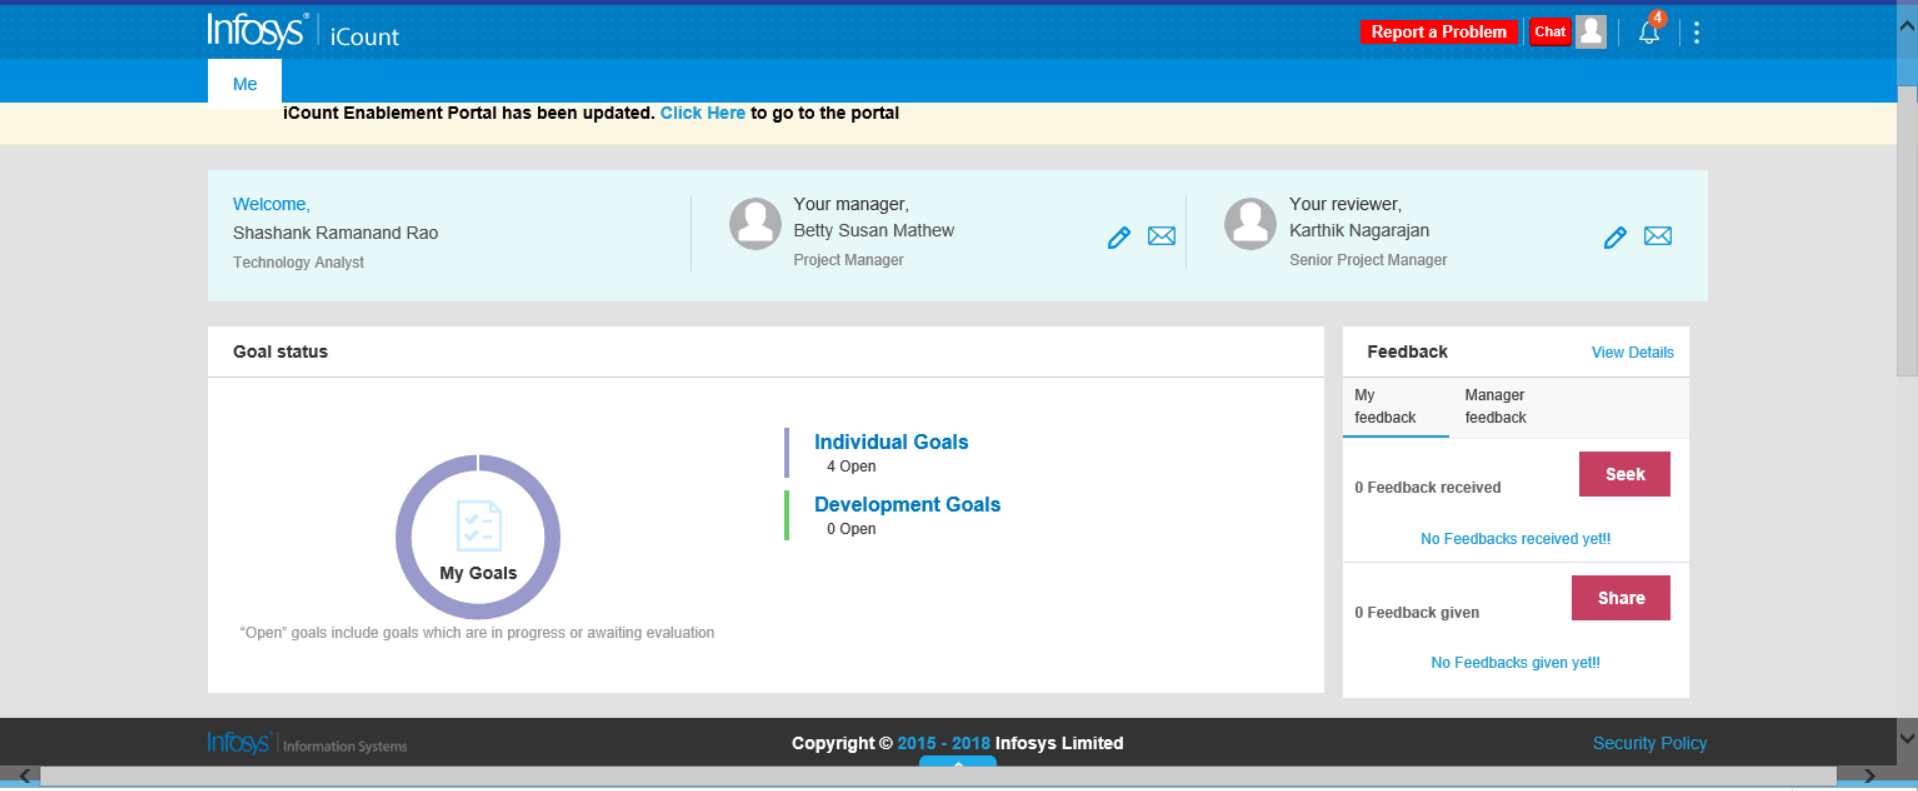 Infosys® | iCount
Report a Problem
Chat
4
Me
iCount Enablement Portal has been updated. Click Here to go to the portal
Welcome,
Shashank Ramanand Rao
Technology Analyst
Your manager,
Betty Susan Mathew
Project Manager
Your reviewer,
Karthik Nagarajan
Senior Project Manager
Goal status
My Goals
“Open” goals include goals which are in progress or awaiting evaluation
Individual Goals
4 Open
Development Goals
0 Open
Feedback
View Details
My
feedback
Manager
feedback
0 Feedback received
Seek
No Feedbacks received yet!!
0 Feedback given
Share
No Feedbacks given yet!!
Infosys® | Information Systems
Copyright © 2015 - 2018 Infosys Limited
Security Policy